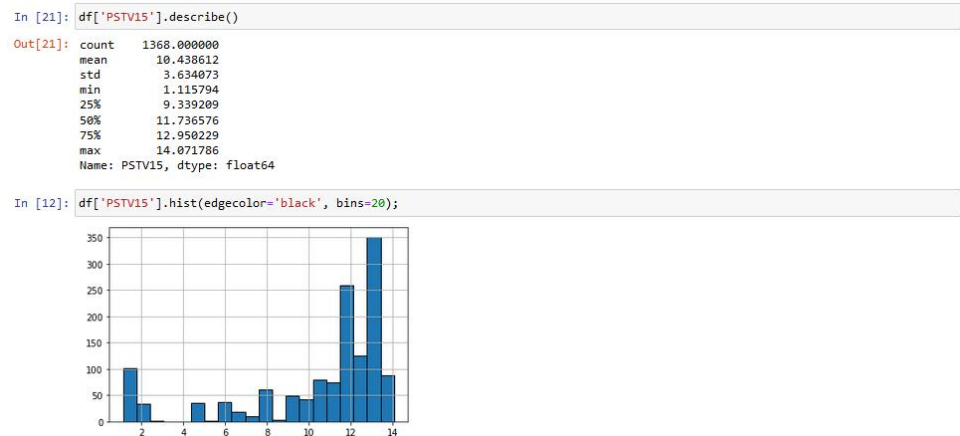 In [21]: df['PSTV15'].describe()
Out[21]: count 1368.000000
mean 10.438612
std 3.634073
min 1.115794
25% 9.339209
50% 11.736576
75% 12.950229
max 14.071786
Name: PSTV15, dtype: float64
In [12]: df['PSTV15'].hist(edgecolor='black', bins=20);
350
300
250
200
150
100
50
0
2 4 6 8 10 12 14